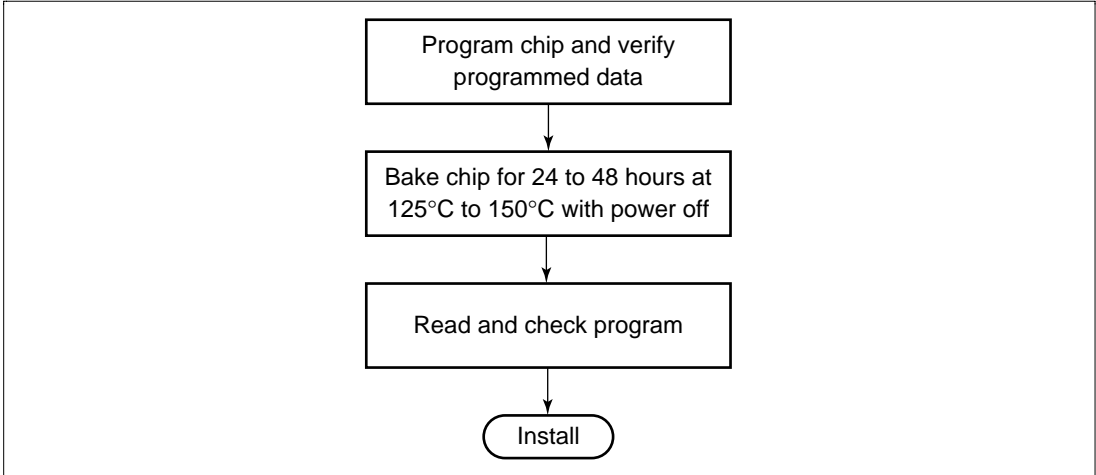 Program chip and verify
programmed data
Bake chip for 24 to 48 hours at
125°C to 150°C with power off
Read and check program
Install